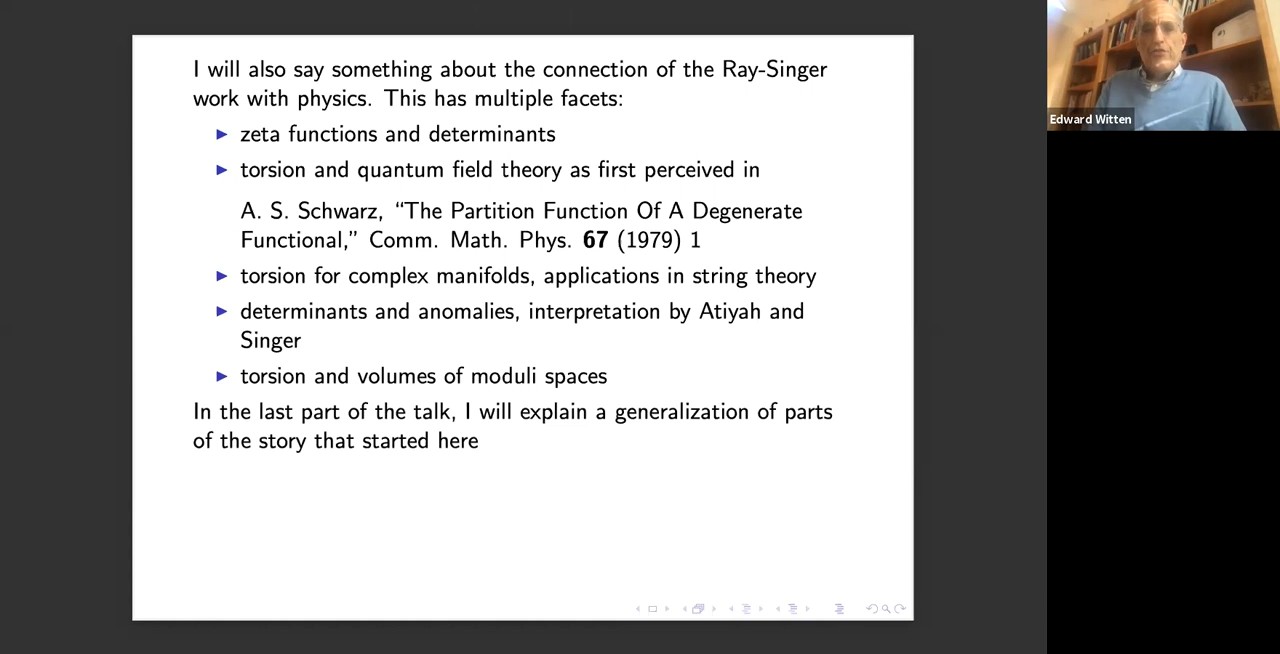 I will also say something about the connection of the Ray-Singer
work with physics. This has multiple facets:
zeta functions and determinants
torsion and quantum field theory as first perceived in
A. S. Schwarz, “The Partition Function Of A Degenerate
Functional,” Comm. Math. Phys. 67 (1979) 1
torsion for complex manifolds, applications in string theory
determinants and anomalies, interpretation by Atiyah and
Singer
torsion and volumes of moduli spaces
In the last part of the talk, I will explain a generalization of parts
of the story that started here
Edward Witten